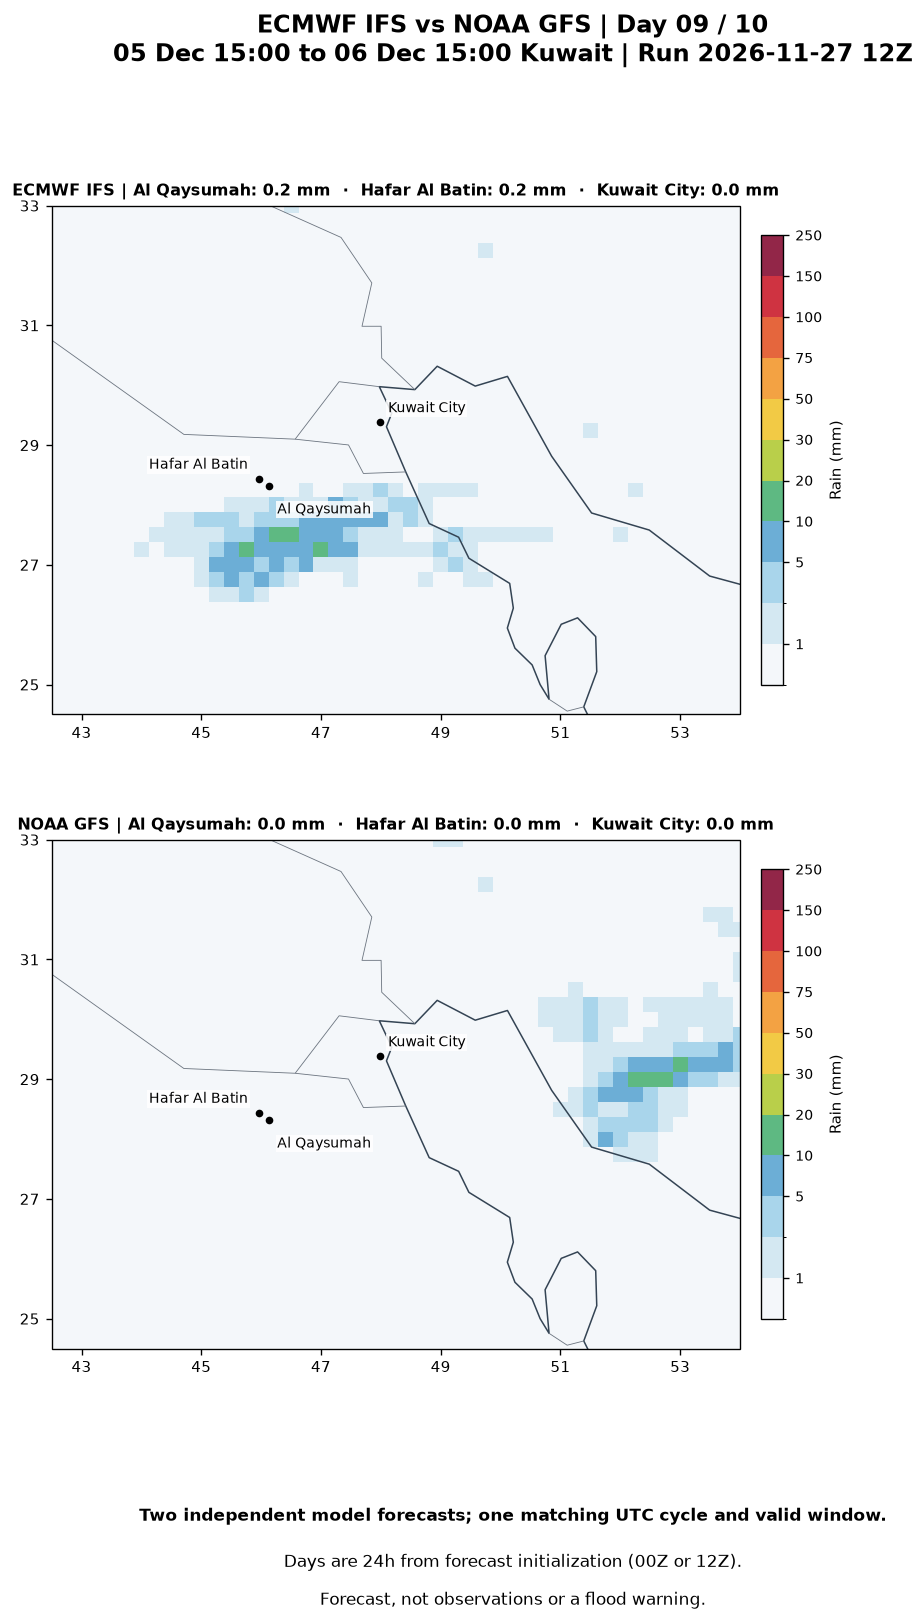 ECMWF IFS vs NOAA GFS | Day 09 / 10
05 Dec 15:00 to 06 Dec 15:00 Kuwait | Run 2026-11-27 12Z
ECMWF IFS | Al Qaysumah: 0.2 mm · Hafar Al Batin: 0.2 mm · Kuwait City: 0.0 mm
33
31
29
27
25
43 45 47 49 51 53
Kuwait City
Hafar Al Batin
Al Qaysumah
250
150
100
75
50
30
20
10
5
1
Rain (mm)
NOAA GFS | Al Qaysumah: 0.0 mm · Hafar Al Batin: 0.0 mm · Kuwait City: 0.0 mm
33
31
29
27
25
43 45 47 49 51 53
Kuwait City
Hafar Al Batin
Al Qaysumah
250
150
100
75
50
30
20
10
5
1
Rain (mm)
Two independent model forecasts; one matching UTC cycle and valid window.
Days are 24h from forecast initialization (00Z or 12Z).
Forecast, not observations or a flood warning.